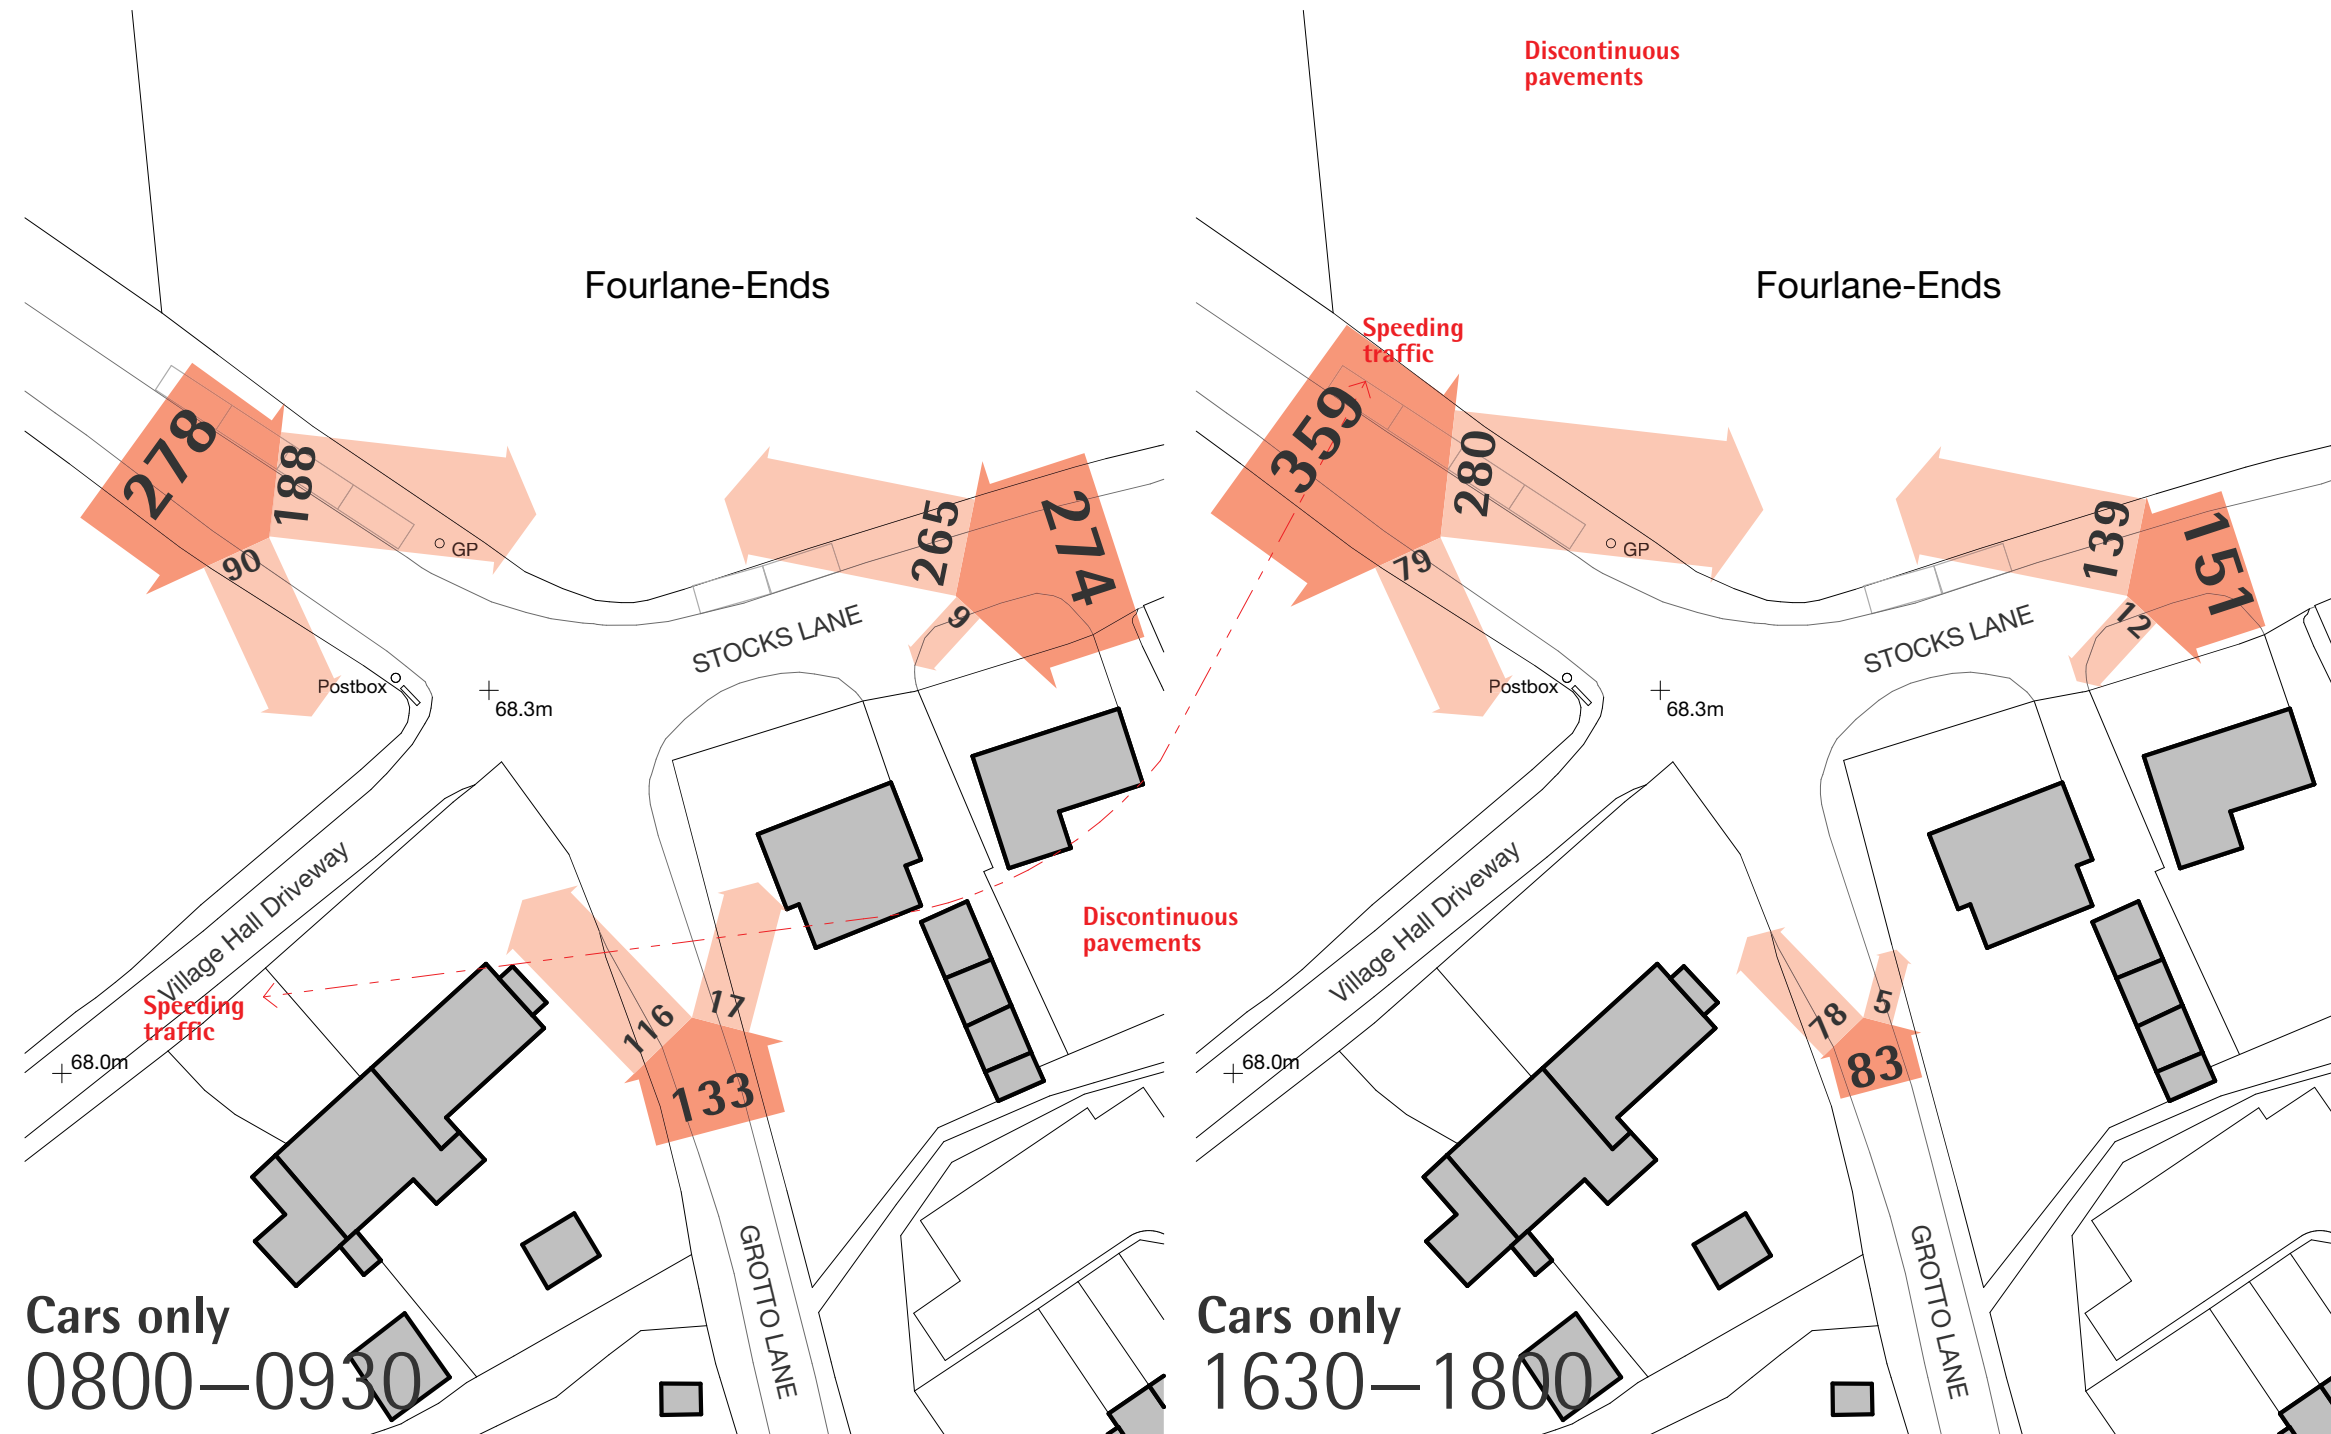 Fourlane-Ends
278
188
90
265
274
9
GP
STOCKS LANE
Postbox
68.3m
Village Hall Driveway
Speeding
traffic
68.0m
116
17
133
Discontinuous
pavements
GROTTO LANE
Cars only
0800—0930
Discontinuous
pavements
Fourlane-Ends
Speeding
traffic
359
280
79
139
151
12
GP
STOCKS LANE
Postbox
68.3m
Village Hall Driveway
68.0m
78
5
83
GROTTO LANE
Cars only
1630—1800